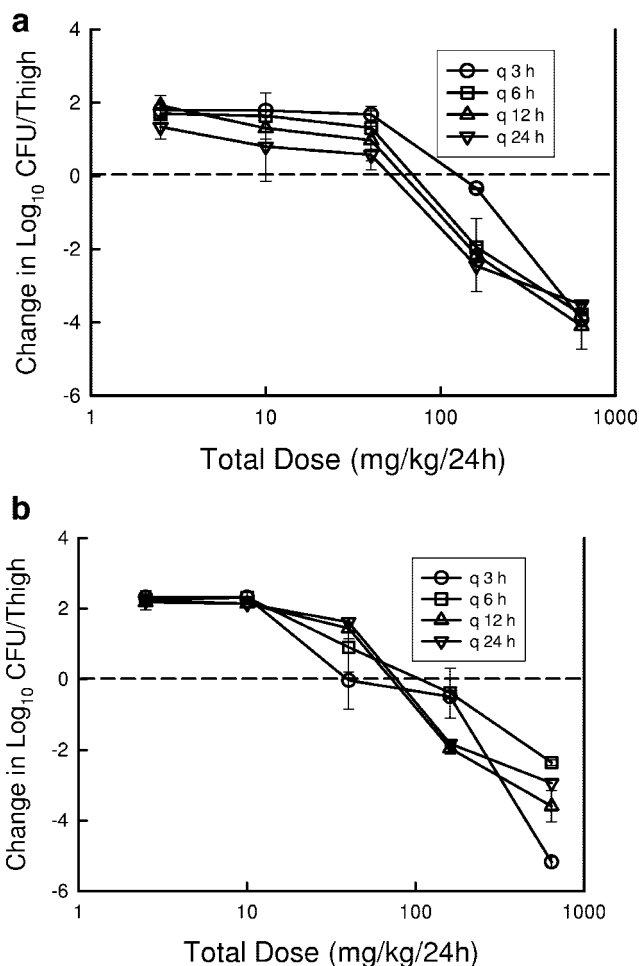 a
4
2
0
-2
-4
-6
Change in Log10 CFU/Thigh
q 3 h
q 6 h
q 12 h
q 24 h
1 10 100 1000
Total Dose (mg/kg/24h)
b
4
2
0
-2
-4
-6
Change in Log10 CFU/Thigh
q 3 h
q 6 h
q 12 h
q 24 h
1 10 100 1000
Total Dose (mg/kg/24h)